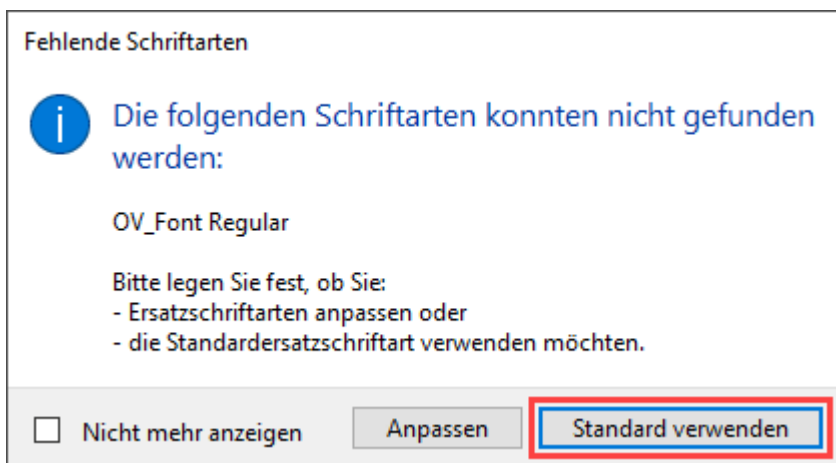 Fehlende Schriftarten
Die folgenden Schriftarten konnten nicht gefunden
werden:
OV_Font Regular
Bitte legen Sie fest, ob Sie:
- Ersatzschriftarten anpassen oder
- die Standardersatzschriftart verwenden möchten.
Nicht mehr anzeigen
Anpassen
Standard verwenden